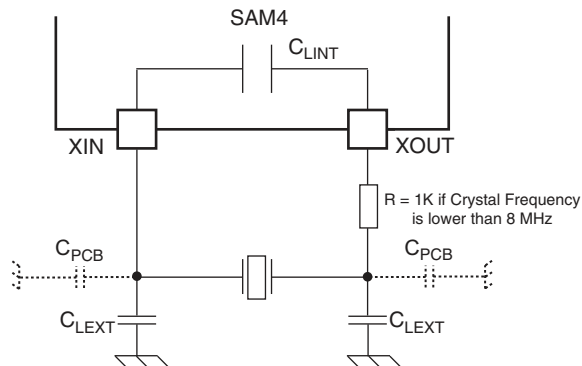 SAM4
CLINT
XIN
XOUT
R = 1K if Crystal Frequency
is lower than 8 MHz
CPCB
CPCB
CLEXT
CLEXT